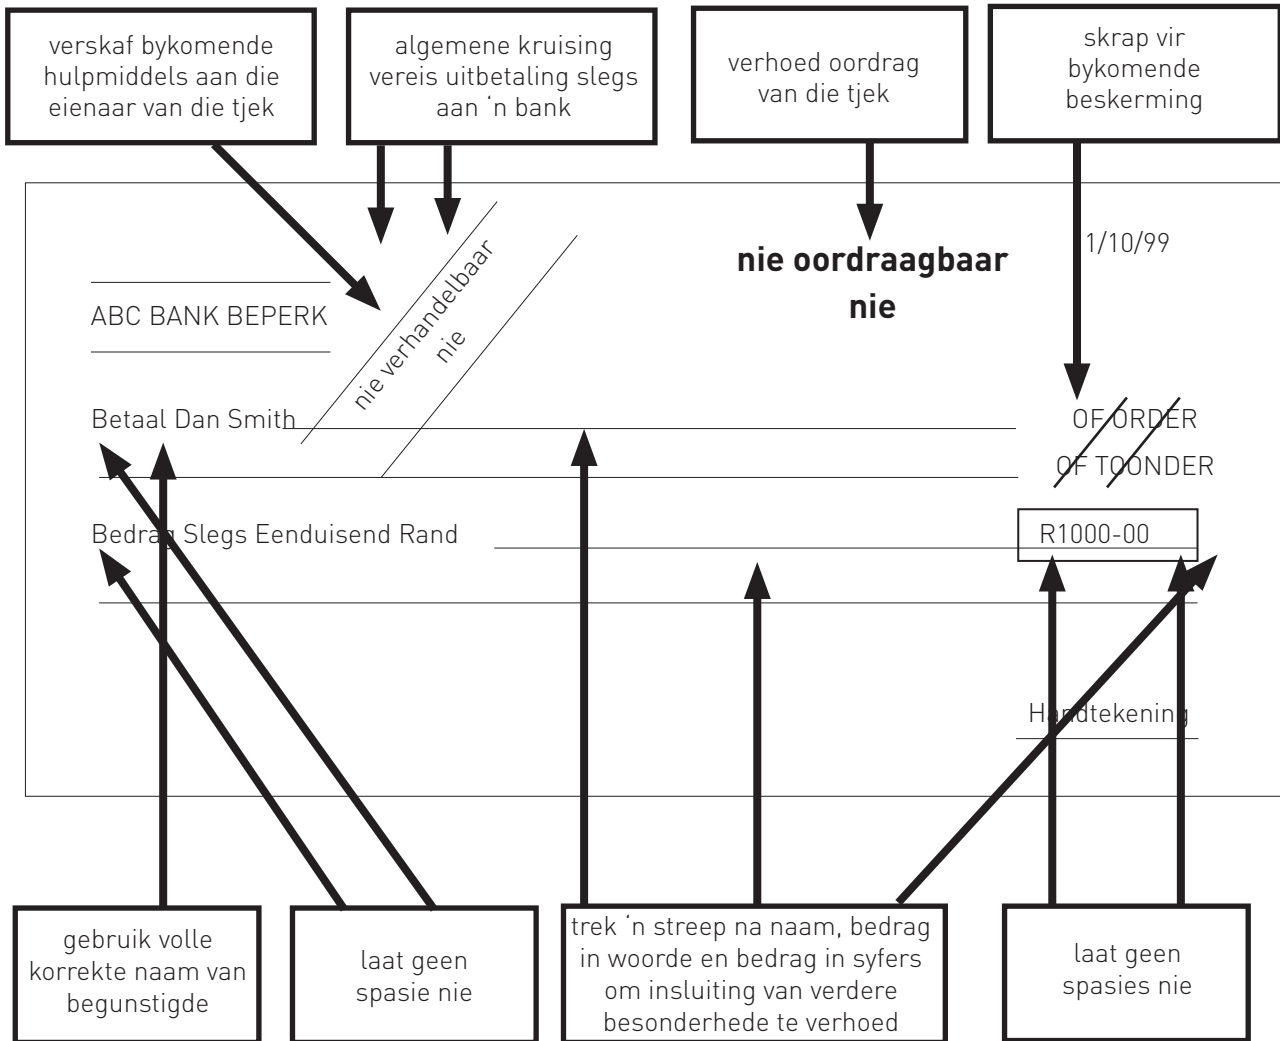 verskaf bykomende
hulpmiddels aan die
eienaar van die tjek
algemene kruising
vereis uitbetaling slegs
aan ‘n bank
verhoed oordrag
van die tjek
skrap vir
bykomende
beskerming
nie oordraagbaar
nie
1/10/99
ABC BANK BEPERK
nie verhandelbaar
nie
Betaal Dan Smith
OF ORDER
OF TOONDER
Bedrag Slegs Eenduisend Rand
R1000-00
Handtekening
gebruik volle
korrekte naam van
begunstigde
laat geen
spasie nie
trek ‘n streep na naam, bedrag
in woorde en bedrag in syfers
om insluiting van verdere
besonderhede te verhoed
laat geen
spasies nie